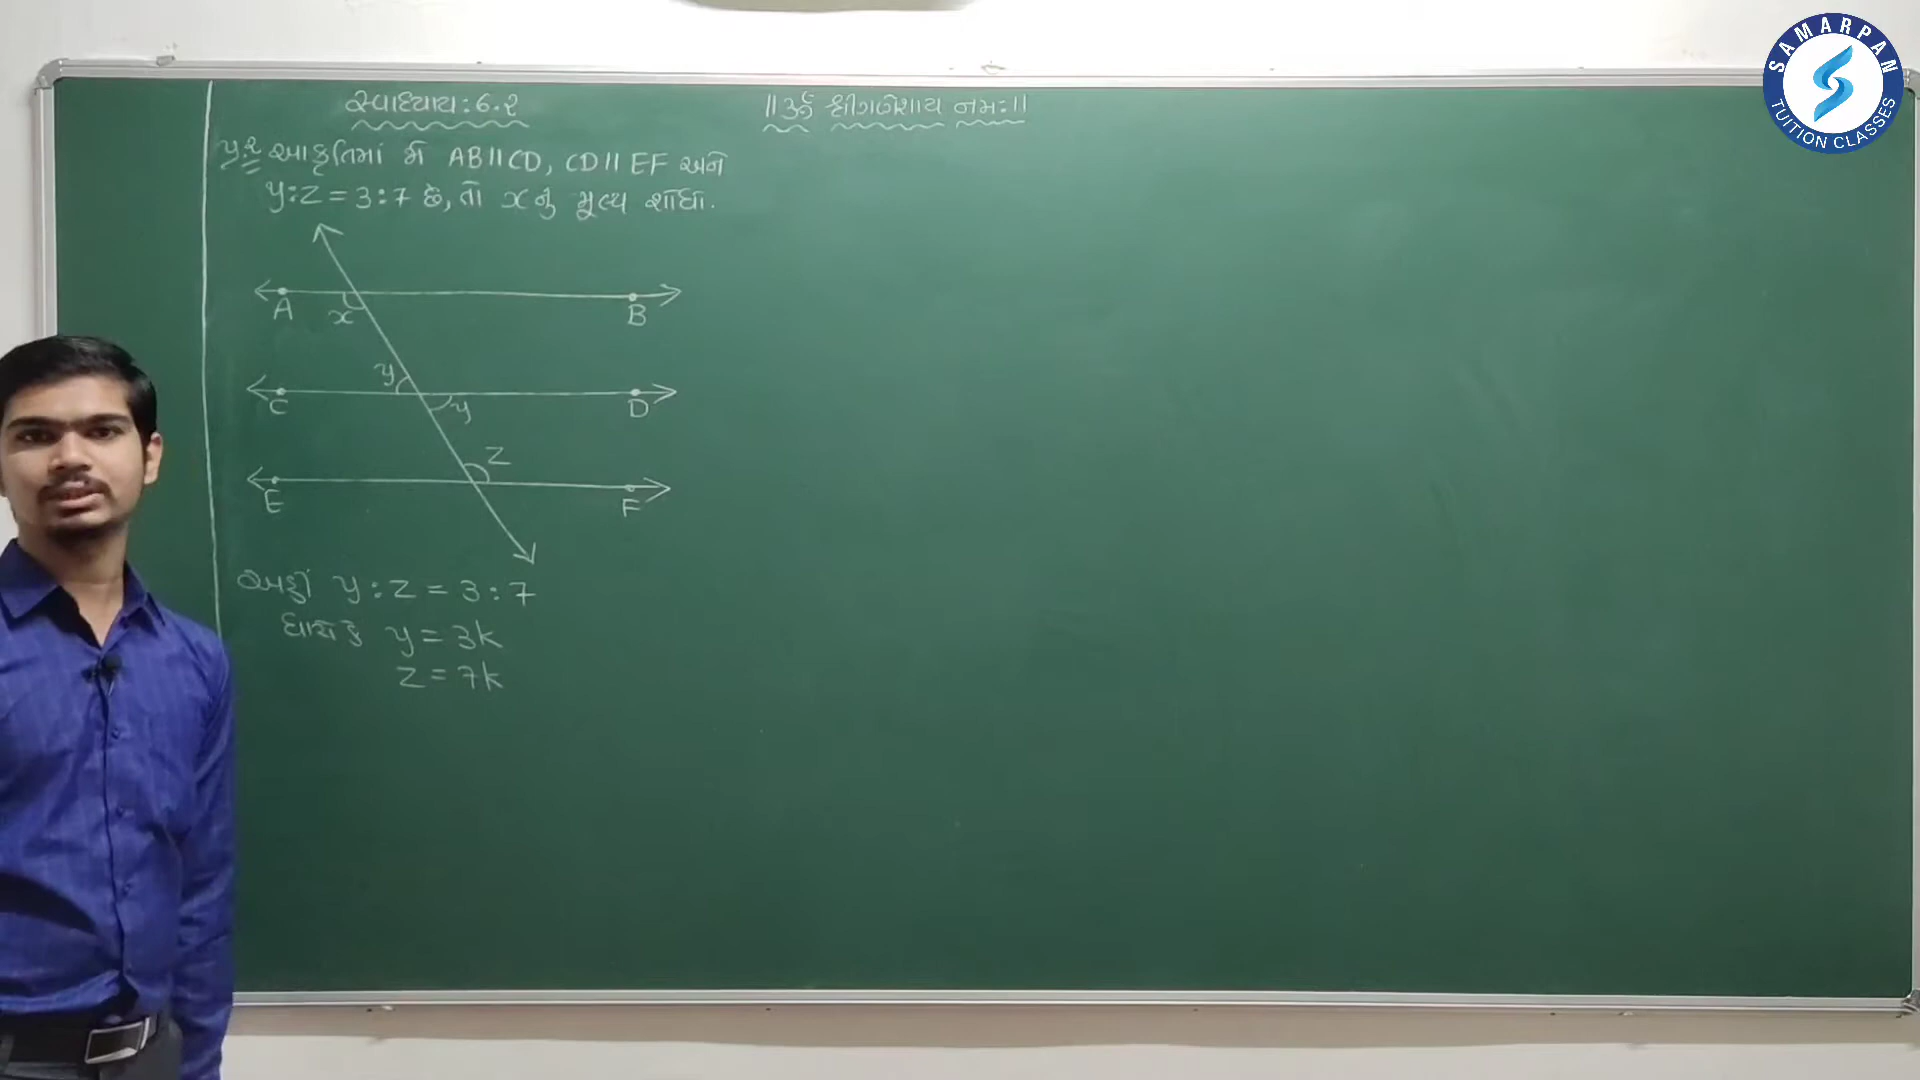 સ્વાધ્યાય: 6.2
॥ૐ શ્રી ગણેશાય નમઃ॥
પ્ર.2 આકૃતિમાં જો AB||CD, CD|| EF અને
y:z = 3:7 છે, તો x નું મૂલ્ય શોધો.
A
x
B
y
C
y
D
z
E
F
અહીં y : z = 3 : 7
ધારો કે y = 3k
z = 7k
SAMARPAN
TUITION CLASSES